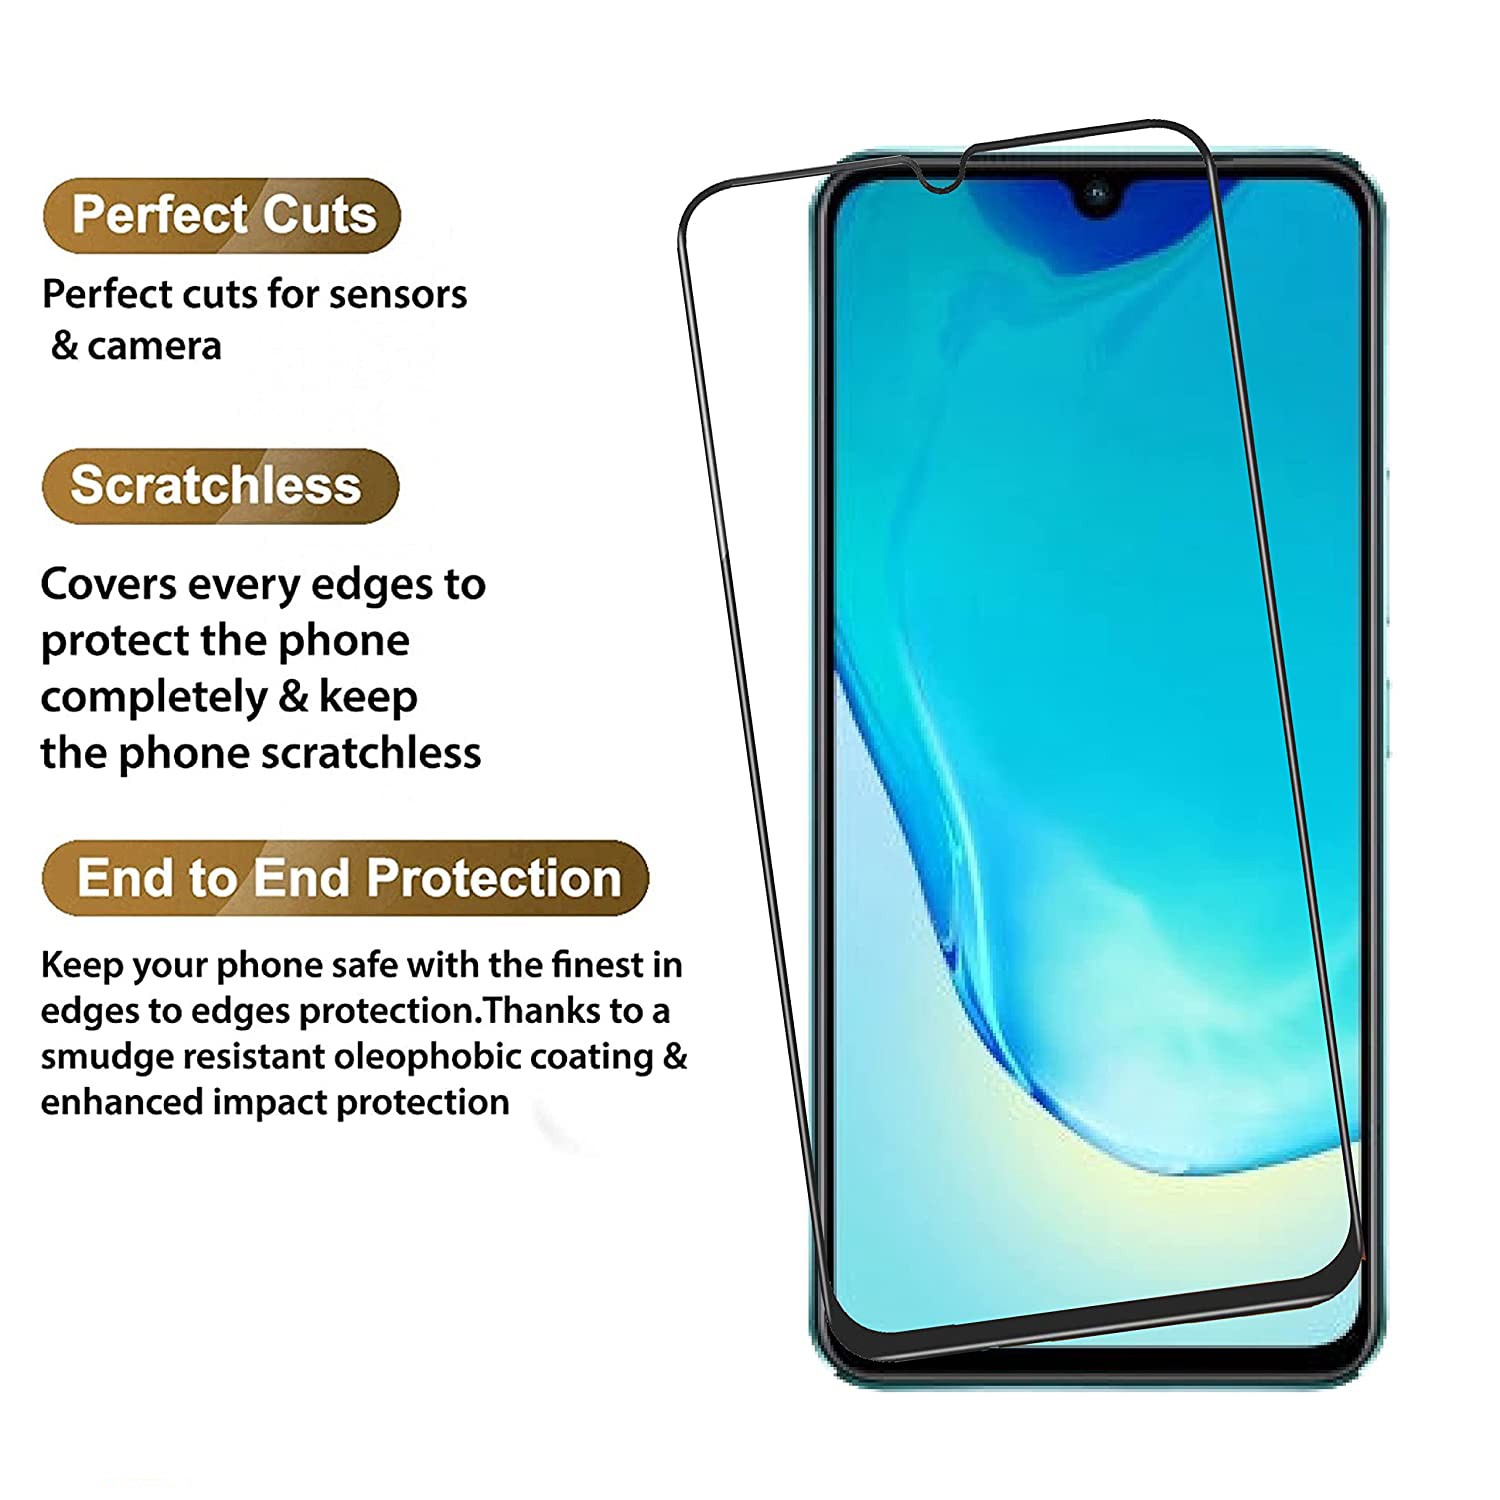 Perfect Cuts
Perfect cuts for sensors
& camera
Scratchless
Covers every edges to
protect the phone
completely & keep
the phone scratchless
End to End Protection
Keep your phone safe with the finest in
edges to edges protection.Thanks to a
smudge resistant oleophobic coating &
enhanced impact protection